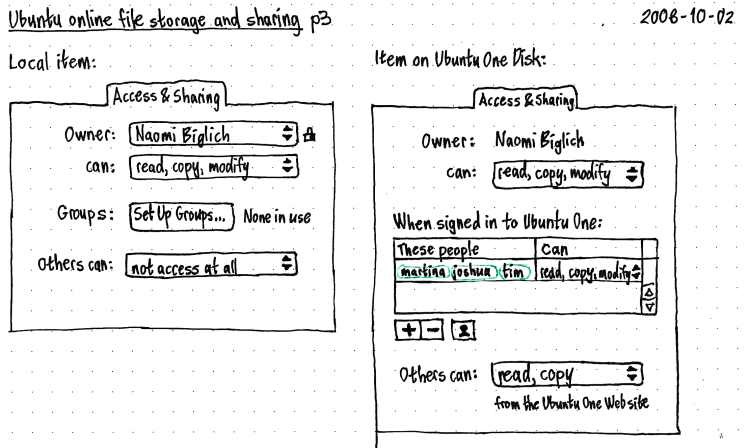 Ubuntu online file storage and sharing p3
2008-10-02
Local item:
Access & Sharing
Owner: Naomi Biglich
can: read, copy, modify
Groups: Set Up Groups... None in use
Others can: not access at all
Item on Ubuntu One Disk:
Access & Sharing
Owner: Naomi Biglich
can: read, copy, modify
When signed in to Ubuntu One:
These people Can
martina joshua tim read, copy, modify
+ −
Others can: read, copy
from the Ubuntu One Web site